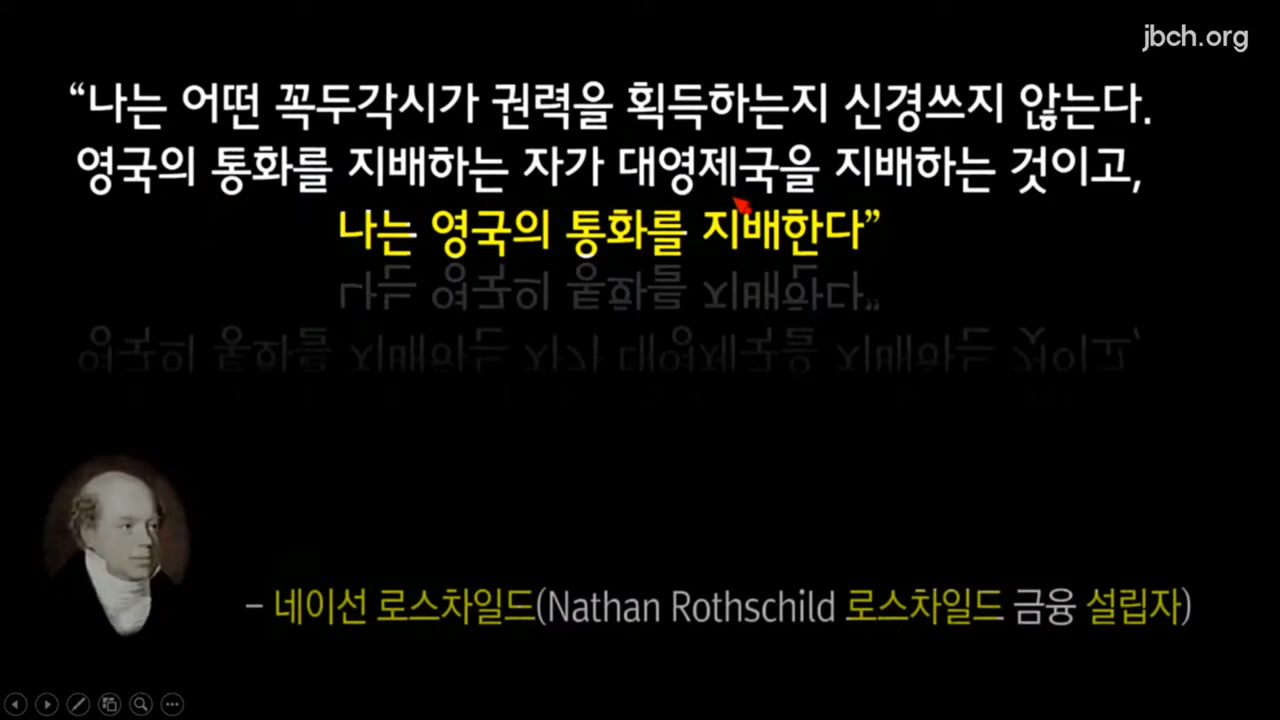 jbch.org
“나는 어떤 꼭두각시가 권력을 획득하는지 신경쓰지 않는다.
영국의 통화를 지배하는 자가 대영제국을 지배하는 것이고,
나는 영국의 통화를 지배한다”
– 네이선 로스차일드(Nathan Rothschild 로스차일드 금융 설립자)